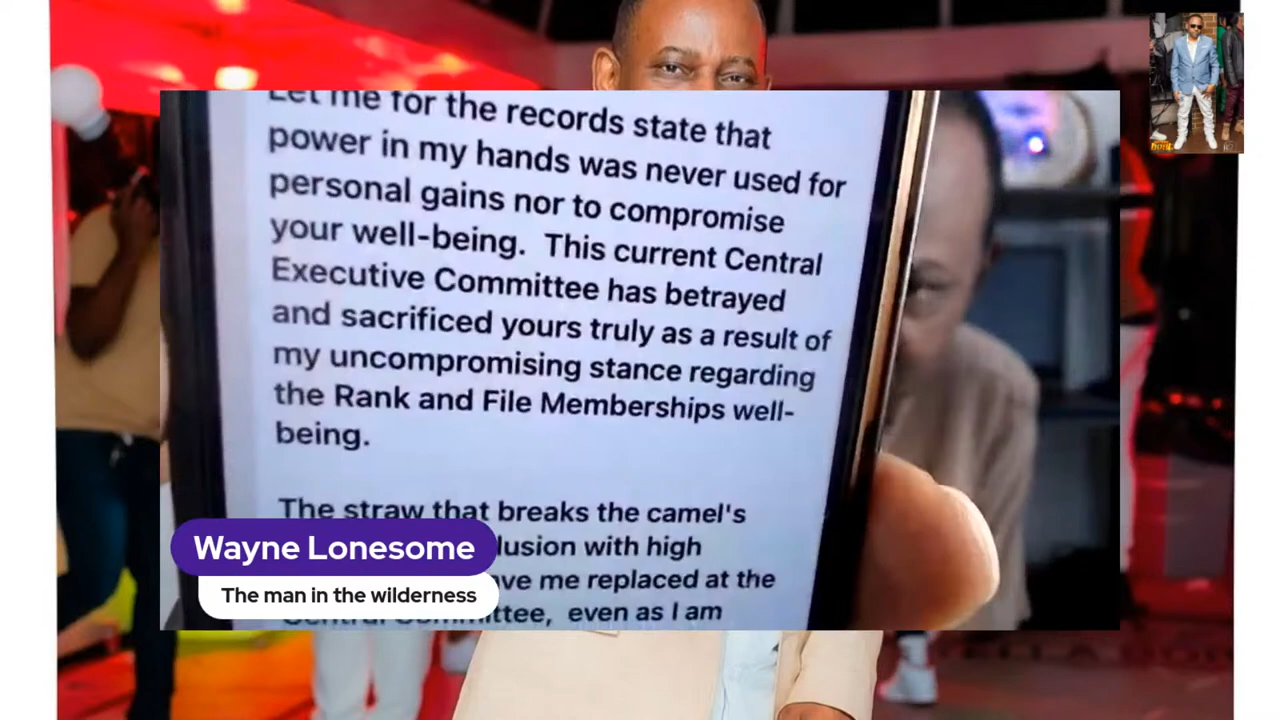 Let me for the records state that
power in my hands was never used for
personal gains nor to compromise
your well-being. This current Central
Executive Committee has betrayed
and sacrificed yours truly as a result of
my uncompromising stance regarding
the Rank and File Memberships well-
being.
The straw that breaks the camel's
lusion with high
ave me replaced at the
ttee, even as I am
Wayne Lonesome
The man in the wilderness